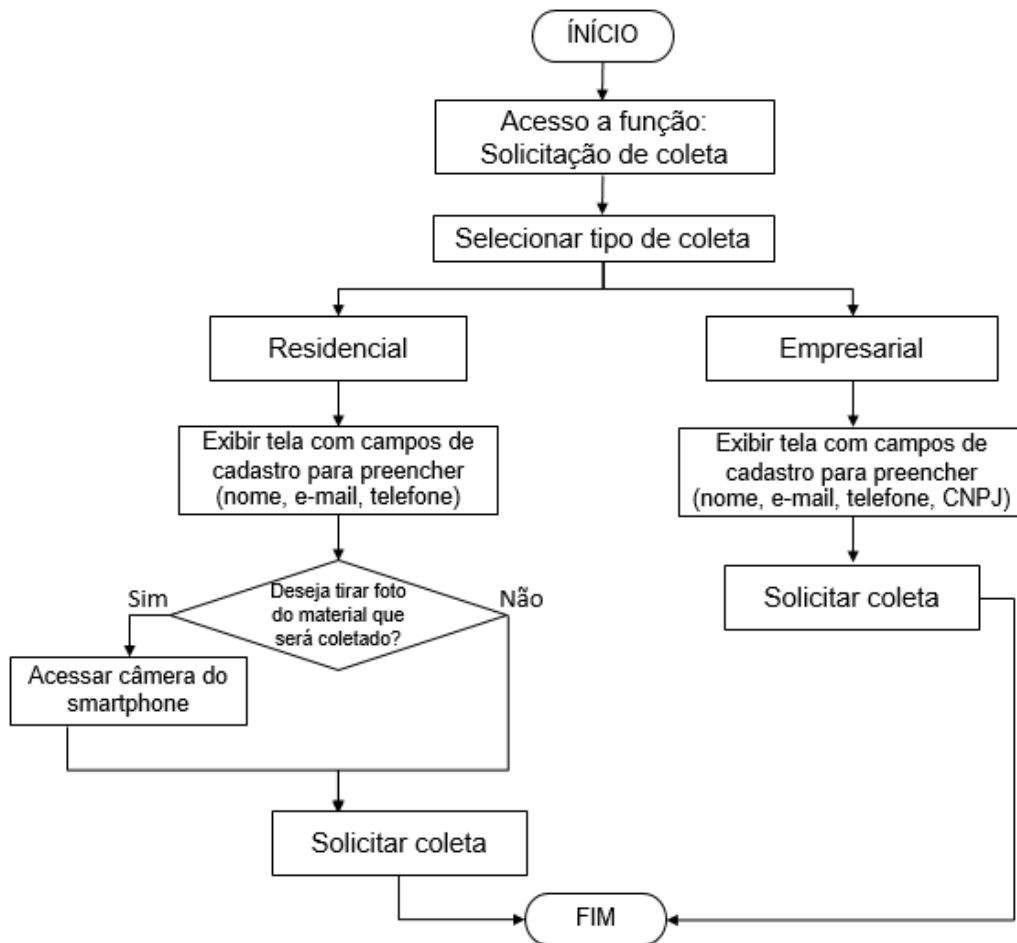 ÍNÍCIO
Acesso a função:
Solicitação de coleta
Selecionar tipo de coleta
Residencial
Empresarial
Exibir tela com campos de
cadastro para preencher
(nome, e-mail, telefone)
Exibir tela com campos de
cadastro para preencher
(nome, e-mail, telefone, CNPJ)
Sim
Deseja tirar foto
do material que
será coletado?
Não
Solicitar coleta
Acessar câmera do
smartphone
Solicitar coleta
FIM